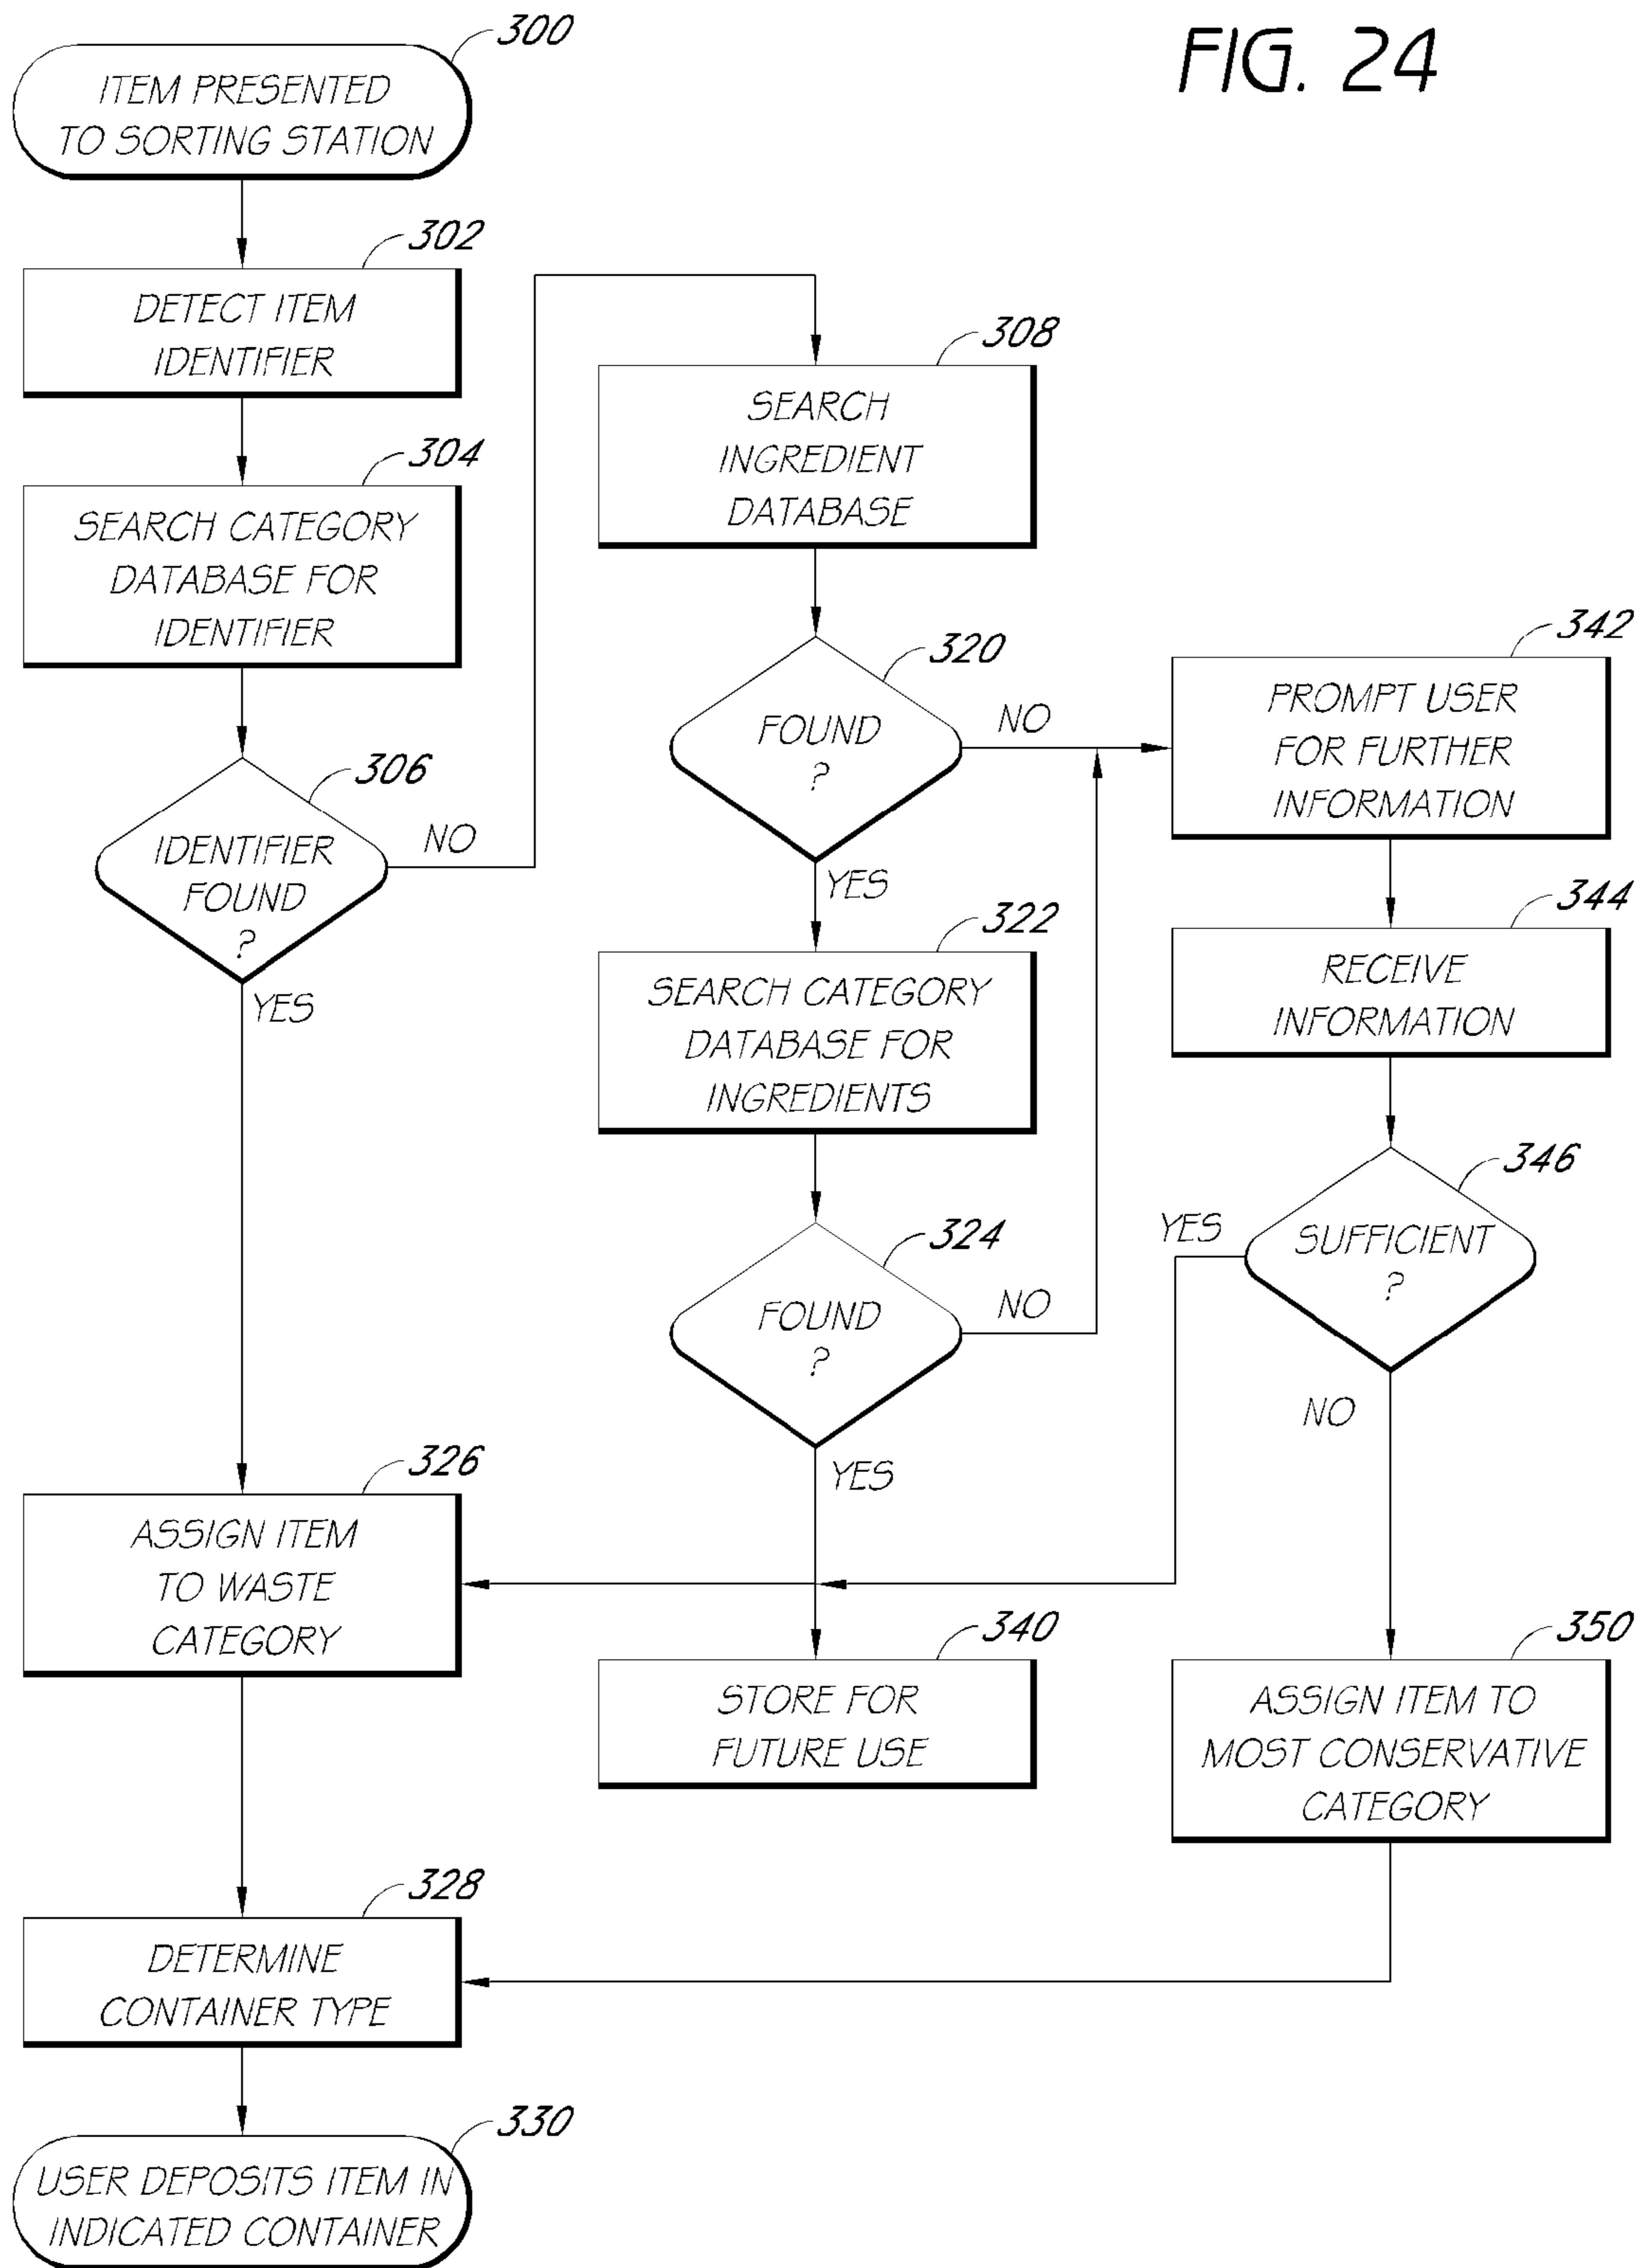 FIG. 24
300
ITEM PRESENTED
TO SORTING STATION
302
DETECT ITEM
IDENTIFIER
304
SEARCH CATEGORY
DATABASE FOR
IDENTIFIER
306
IDENTIFIER
FOUND
?
NO
YES
308
SEARCH
INGREDIENT
DATABASE
320
FOUND
?
NO
YES
322
SEARCH CATEGORY
DATABASE FOR
INGREDIENTS
324
FOUND
?
NO
YES
342
PROMPT USER
FOR FURTHER
INFORMATION
344
RECEIVE
INFORMATION
346
SUFFICIENT
?
YES
NO
326
ASSIGN ITEM
TO WASTE
CATEGORY
340
STORE FOR
FUTURE USE
350
ASSIGN ITEM TO
MOST CONSERVATIVE
CATEGORY
328
DETERMINE
CONTAINER TYPE
330
USER DEPOSITS ITEM IN
INDICATED CONTAINER